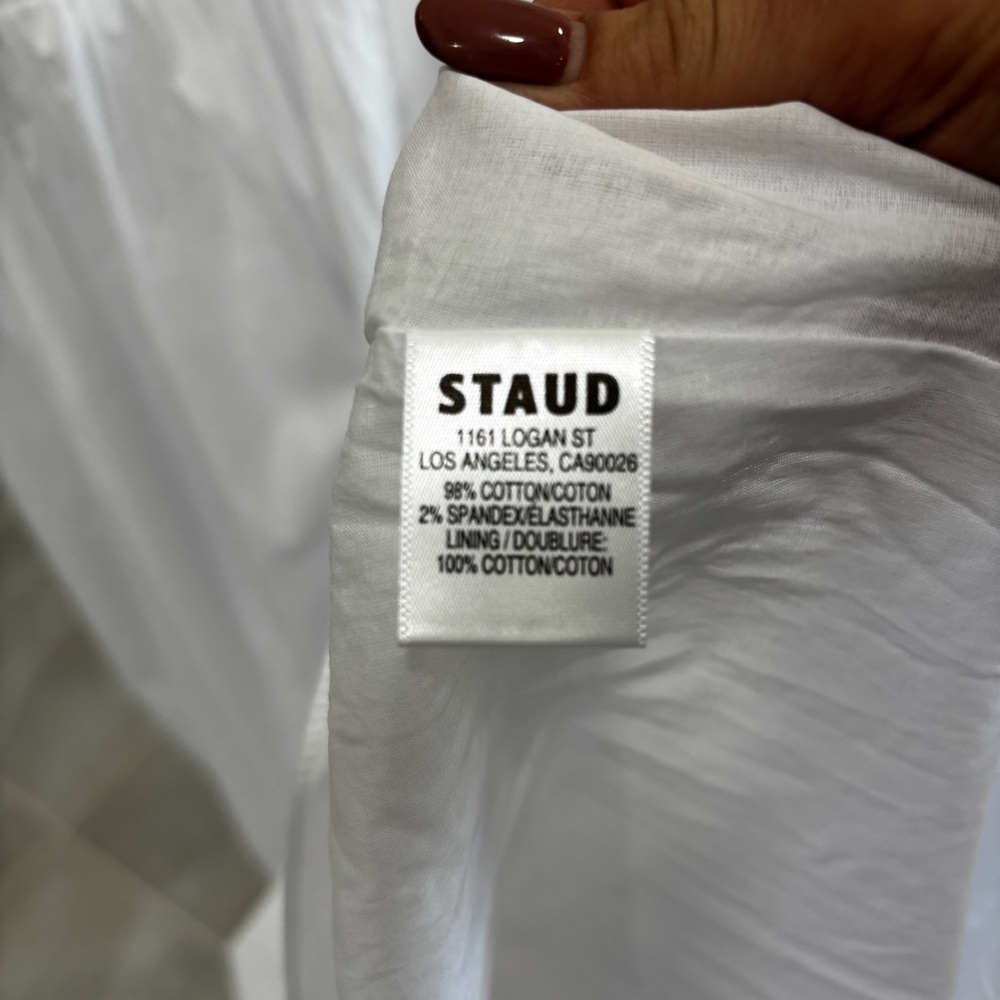 STAUD
1161 LOGAN ST
LOS ANGELES, CA90026
98% COTTON/COTON
2% SPANDEX/ÉLASTHANNE
LINING / DOUBLURE:
100% COTTON/COTON